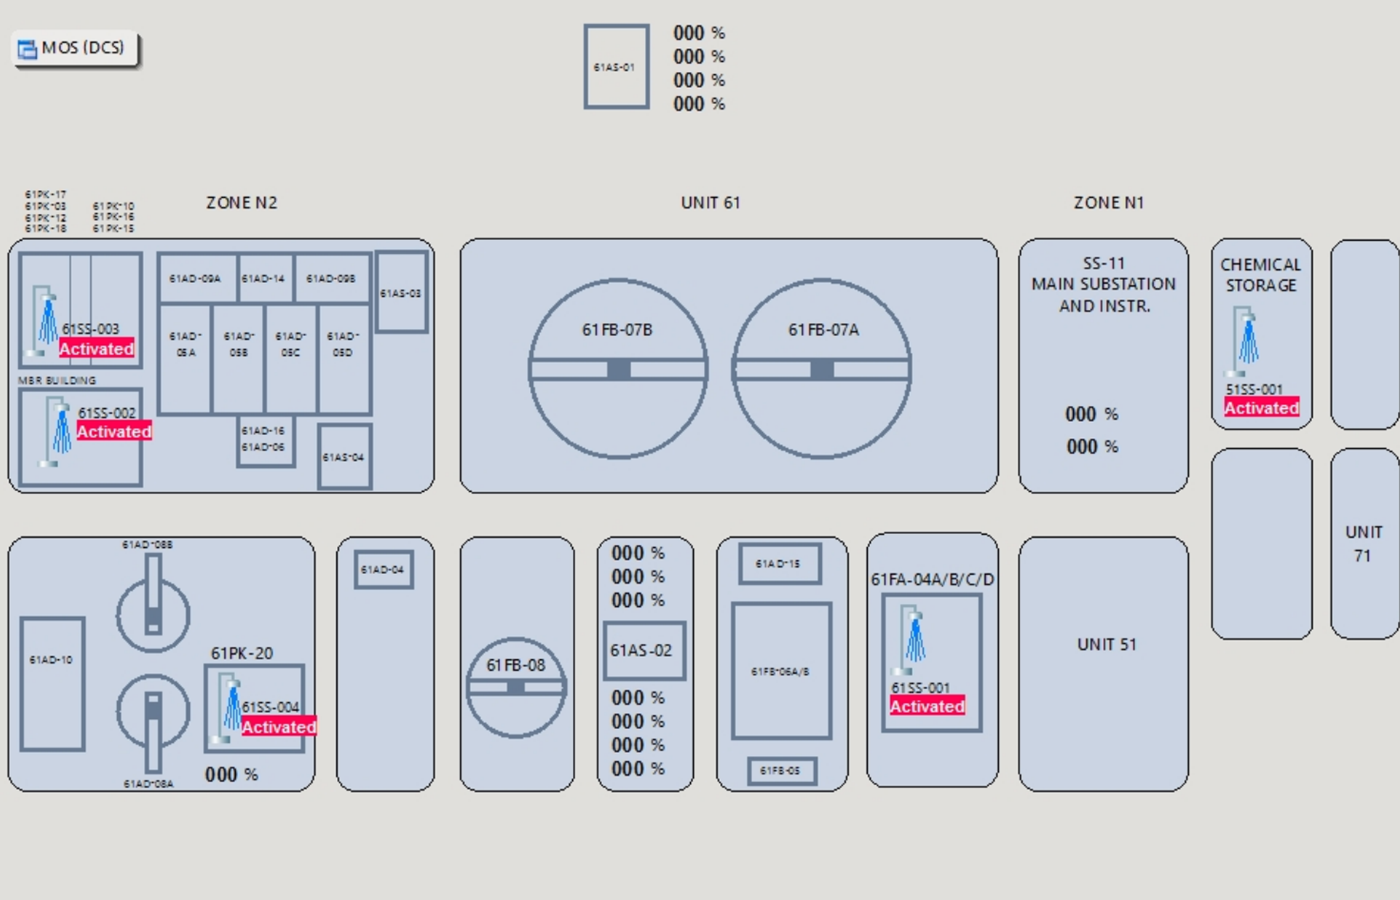 MOS (DCS)
61AS-01
000 %
000 %
000 %
000 %
61PK-17
61PK-03
61PK-12
61PK-18
61PK-10
61PK-16
61PK-15
ZONE N2
UNIT 61
ZONE N1
61SS-003
Activated
MBR BUILDING
61SS-002
Activated
61AD-09A
61AD-14
61AD-09B
61AS-03
61AD-
05A
61AD-
05B
61AD-
05C
61AD-
05D
61AD-16
61AD-06
61AS-04
61FB-07B
61FB-07A
SS-11
MAIN SUBSTATION
AND INSTR.
000 %
000 %
CHEMICAL
STORAGE
51SS-001
Activated
UNIT
71
61AD-08B
61AD-10
61PK-20
61SS-004
Activated
61AD-08A
000 %
61AD-04
61FB-08
000 %
000 %
000 %
61AS-02
000 %
000 %
000 %
000 %
61AD-15
61FB-06A/B
61FB-05
61FA-04A/B/C/D
61SS-001
Activated
UNIT 51